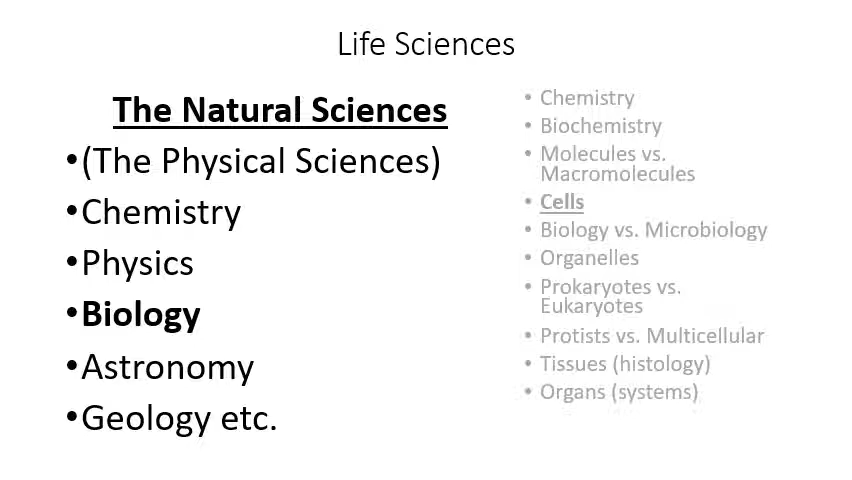 Life Sciences
The Natural Sciences
•(The Physical Sciences)
•Chemistry
•Physics
•Biology
•Astronomy
•Geology etc.
• Chemistry
• Biochemistry
• Molecules vs.
Macromolecules
• Cells
• Biology vs. Microbiology
• Organelles
• Prokaryotes vs.
Eukaryotes
• Protists vs. Multicellular
• Tissues (histology)
• Organs (systems)